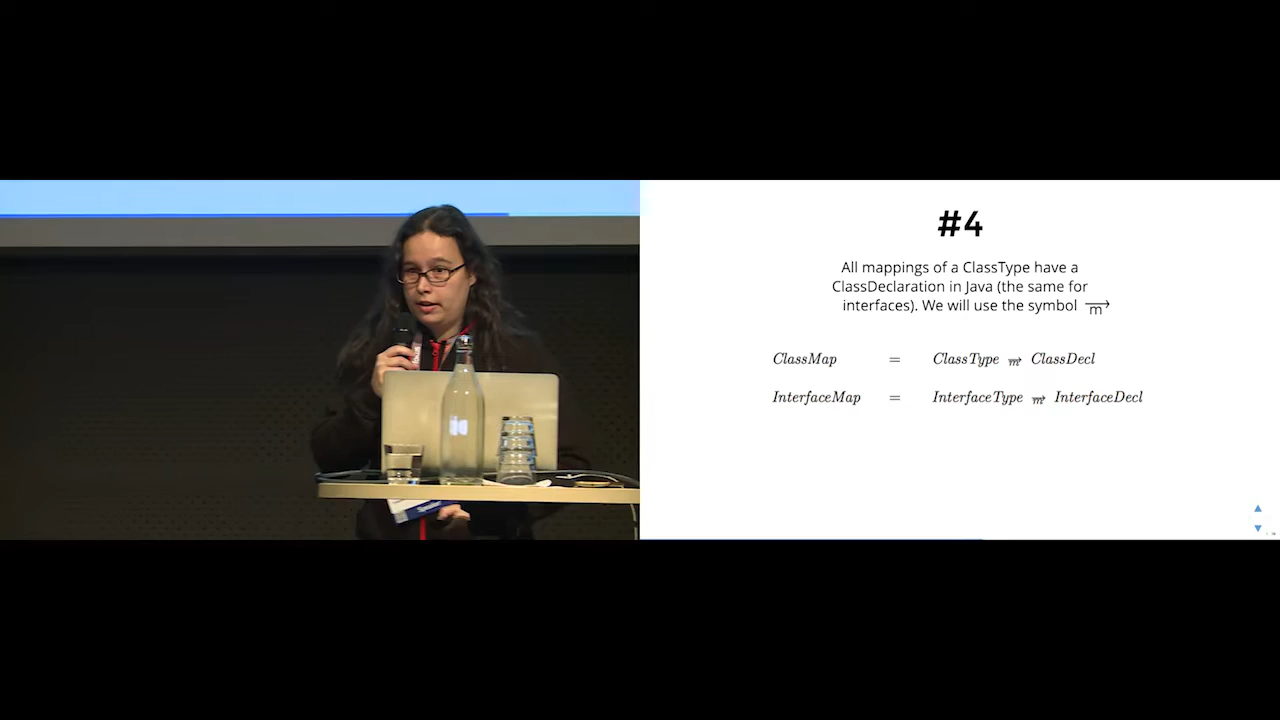 #4
All mappings of a ClassType have a
ClassDeclaration in Java (the same for
interfaces). We will use the symbol m→
ClassMap = ClassType m→ ClassDecl
InterfaceMap = InterfaceType m→ InterfaceDecl
Speaker